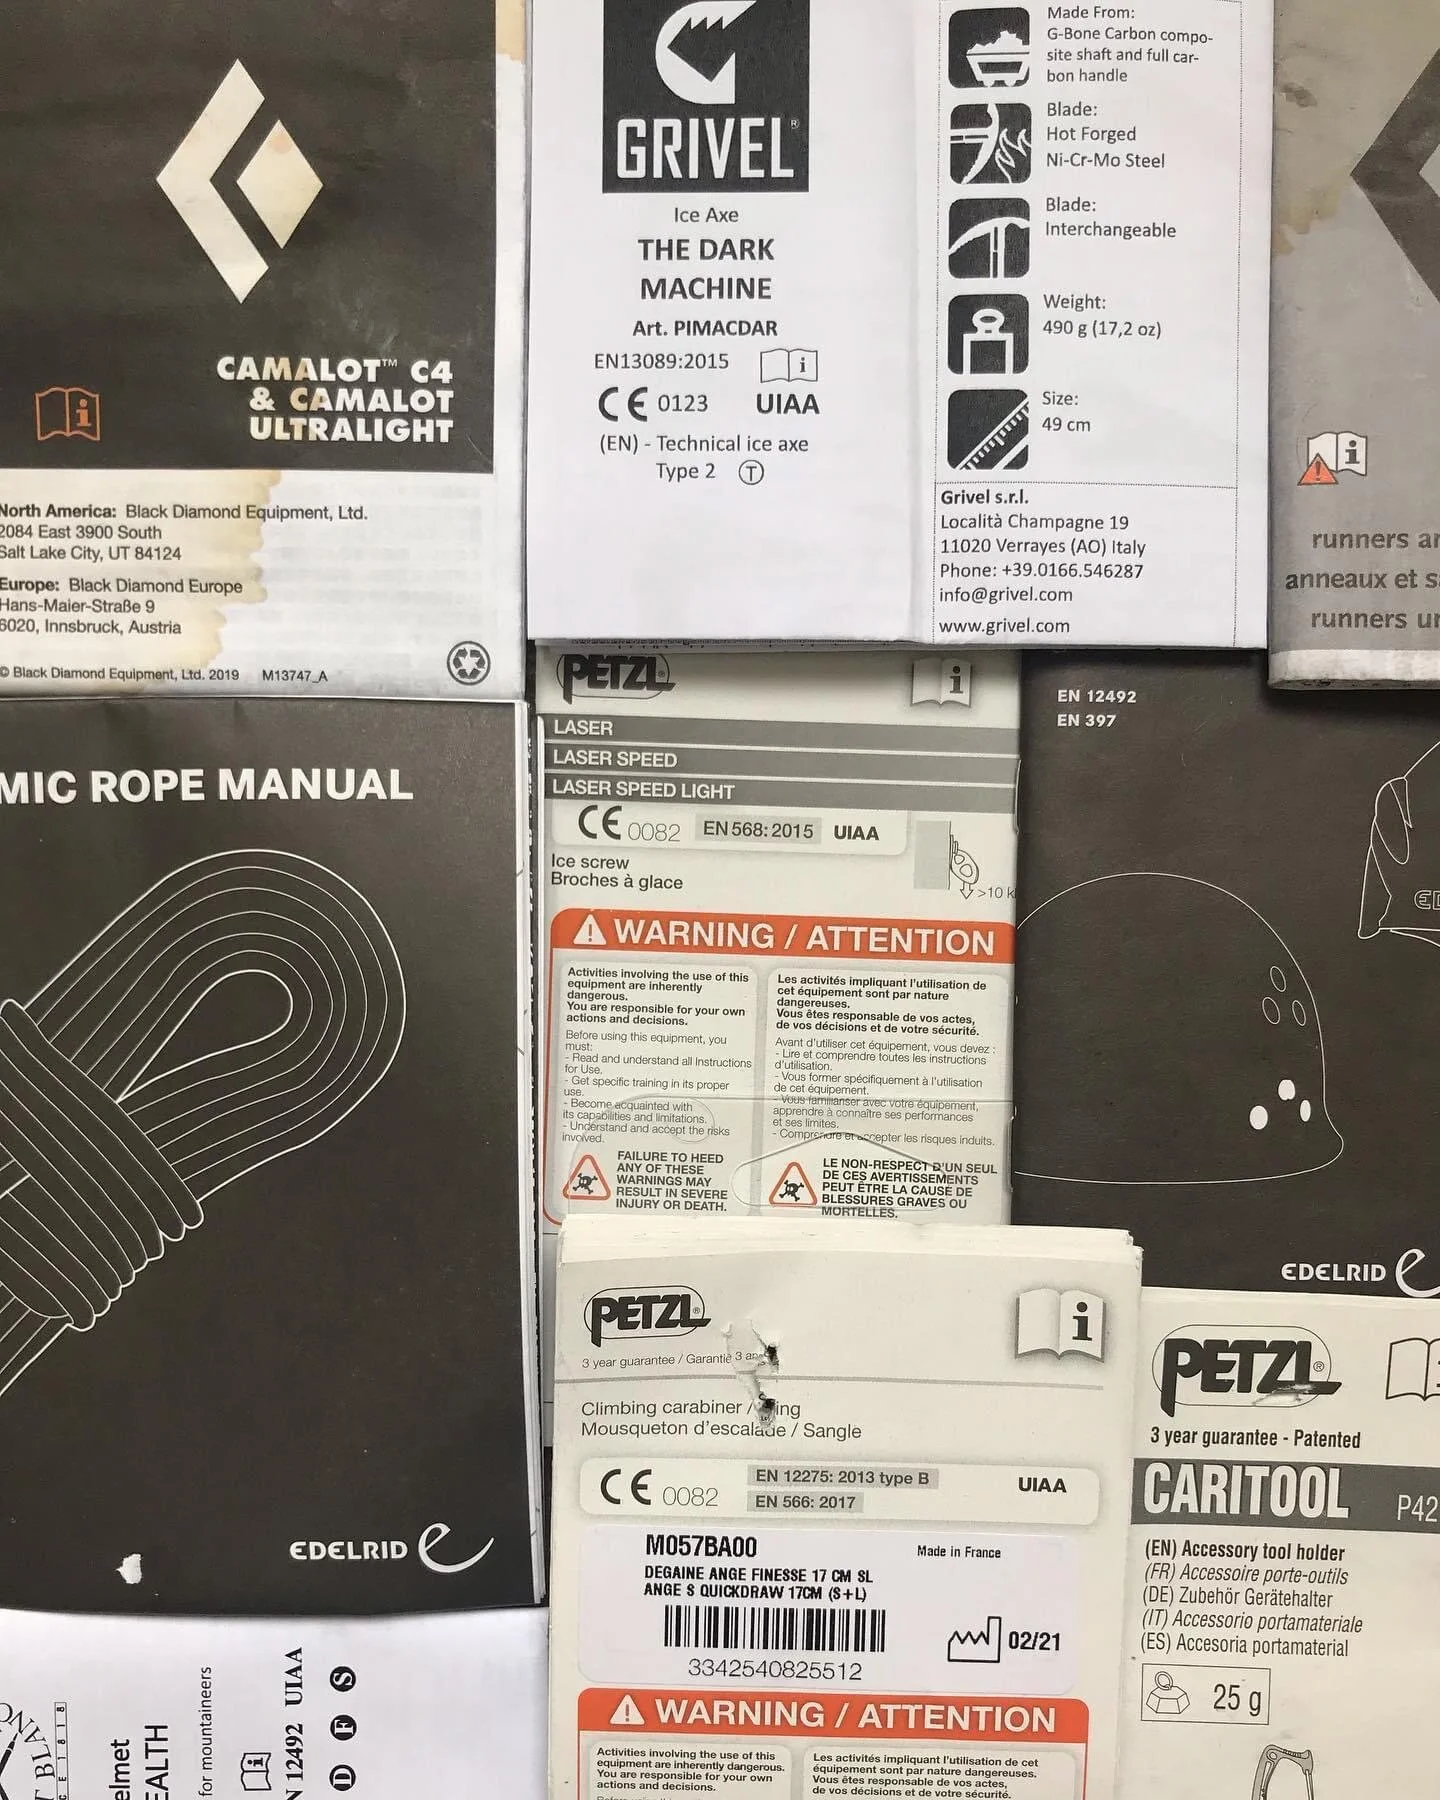 CAMALOT™ C4
& CAMALOT
ULTRALIGHT
North America: Black Diamond Equipment, Ltd.
2084 East 3900 South
Salt Lake City, UT 84124
Europe: Black Diamond Europe
Hans-Maier-Straße 9
6020, Innsbruck, Austria
© Black Diamond Equipment, Ltd. 2019 M13747_A
GRIVEL®
Ice Axe
THE DARK
MACHINE
Art. PIMACDAR
EN13089:2015
CE 0123 UIAA
(EN) - Technical ice axe
Type 2 T
Made From:
G-Bone Carbon compo-
site shaft and full car-
bon handle
Blade:
Hot Forged
Ni-Cr-Mo Steel
Blade:
Interchangeable
Weight:
490 g (17,2 oz)
Size:
49 cm
Grivel s.r.l.
Località Champagne 19
11020 Verrayes (AO) Italy
Phone: +39.0166.546287
info@grivel.com
www.grivel.com
runners
anneaux et
runners
MIC ROPE MANUAL
EDELRID
PETZL
LASER
LASER SPEED
LASER SPEED LIGHT
CE 0082 EN 568: 2015 UIAA
Ice screw
Broches à glace
>10 k
WARNING / ATTENTION
Activities involving the use of this
equipment are inherently
dangerous.
You are responsible for your own
actions and decisions.
Before using this equipment, you
must:
- Read and understand all Instructions
for Use.
- Get specific training in its proper
use.
- Become acquainted with
its capabilities and limitations.
- Understand and accept the risks
involved.
FAILURE TO HEED
ANY OF THESE
WARNINGS MAY
RESULT IN SEVERE
INJURY OR DEATH.
Les activités impliquant l'utilisation de
cet équipement sont par nature
dangereuses.
Vous êtes responsable de vos actes,
de vos décisions et de votre sécurité.
Avant d'utiliser cet équipement, vous devez :
- Lire et comprendre toutes les instructions
d'utilisation.
- Vous former spécifiquement à l'utilisation
de cet équipement.
- Vous familiariser avec votre équipement,
apprendre à connaître ses performances
et ses limites.
- Comprendre et accepter les risques induits.
LE NON-RESPECT D'UN SEUL
DE CES AVERTISSEMENTS
PEUT ÊTRE LA CAUSE DE
BLESSURES GRAVES OU
MORTELLES.
EN 12492
EN 397
EDELRID
PETZL®
3 year guarantee / Garantie 3 an
Climbing carabiner / ing
Mousqueton d'escalade / Sangle
CE 0082 EN 12275: 2013 type B UIAA
EN 566: 2017
M057BA00 Made in France
DEGAINE ANGE FINESSE 17 CM SL
ANGE S QUICKDRAW 17CM (S+L)
02/21
3342540825512
WARNING / ATTENTION
Activities involving the use of this
equipment are inherently dangerous.
You are responsible for your own
actions and decisions.
Les activités impliquant l'utilisation de cet
équipement sont par nature dangereuses.
Vous êtes responsable de vos actes,
de vos décisions et de votre sécurité.
PETZL®
3 year guarantee - Patented
CARITOOL P42
(EN) Accessory tool holder
(FR) Accessoire porte-outils
(DE) Zubehör Gerätehalter
(IT) Accessorio portamateriale
(ES) Accesoria portamaterial
25 g
elmet
EALTH
for mountaineers
N 12492 UIAA
D F S